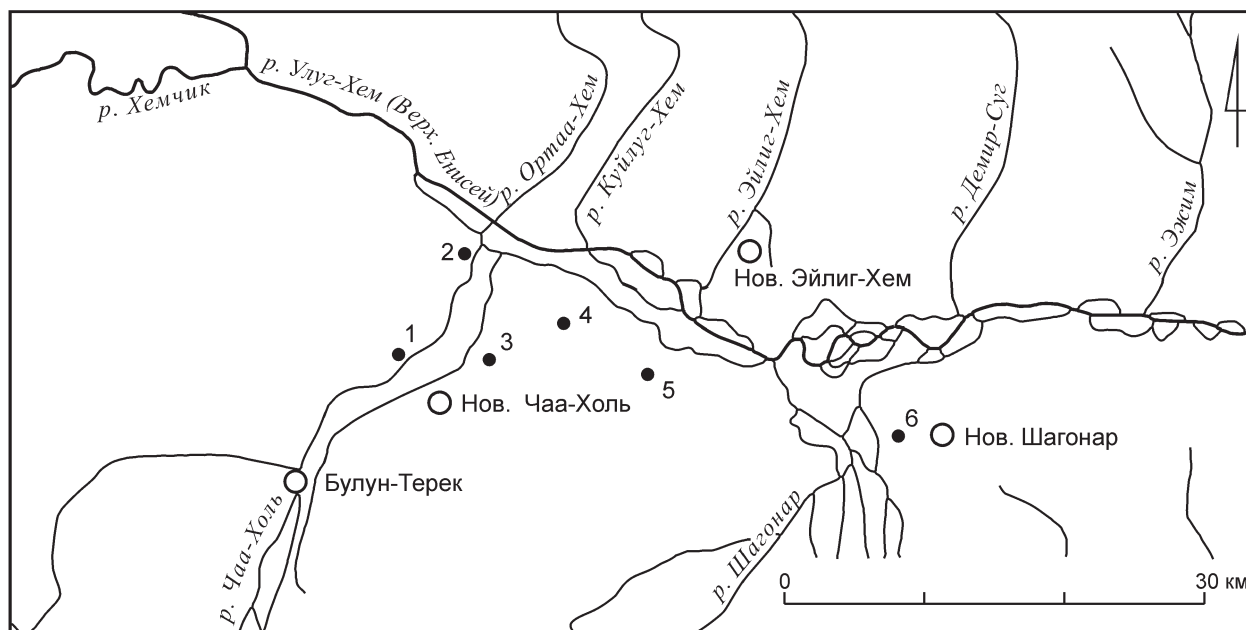 р. Хемчик
р. Улуг-Хем (Верх. Енисей)
р. Ортаа-Хем
р. Куйлуг-Хем
р. Эйлиг-Хем
р. Демир-Суг
р. Эжим
2
Нов. Эйлиг-Хем
4
1
3
5
Нов. Чаа-Холь
6
Нов. Шагонар
Булун-Терек
р. Чаа-Холь
р. Шагонар
0
30 км